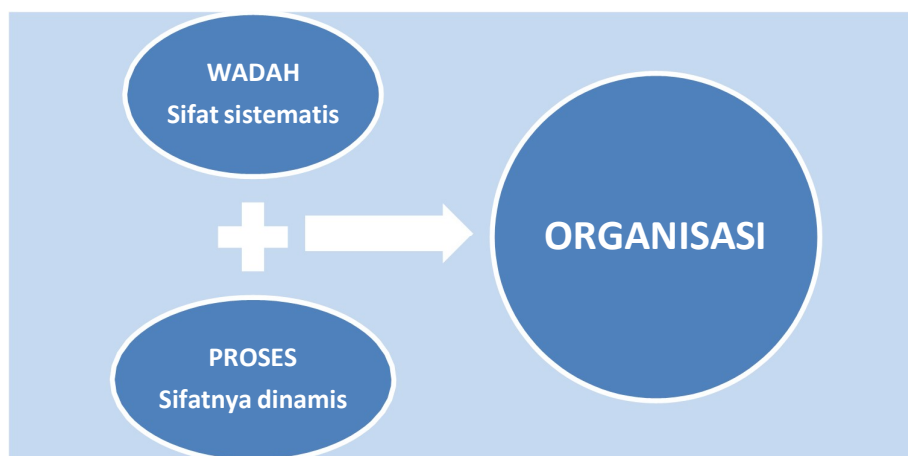 WADAH
Sifat sistematis
ORGANISASI
PROSES
Sifatnya dinamis